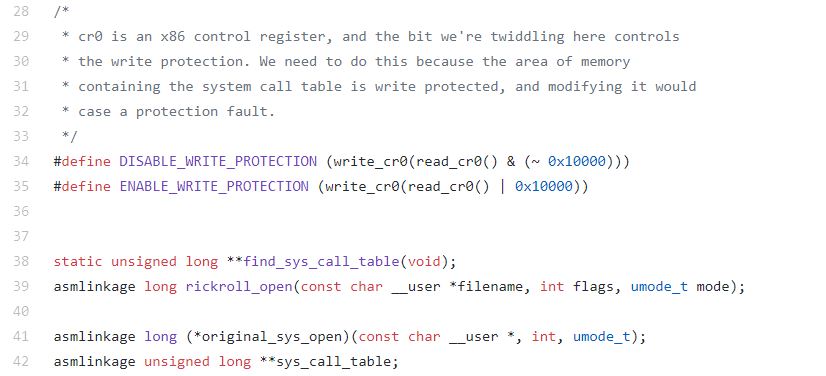 28 /*
29  * cr0 is an x86 control register, and the bit we're twiddling here controls
30  * the write protection. We need to do this because the area of memory
31  * containing the system call table is write protected, and modifying it would
32  * case a protection fault.
33  */
34 #define DISABLE_WRITE_PROTECTION (write_cr0(read_cr0() & (~ 0x10000)))
35 #define ENABLE_WRITE_PROTECTION (write_cr0(read_cr0() | 0x10000))
36
37
38 static unsigned long **find_sys_call_table(void);
39 asmlinkage long rickroll_open(const char __user *filename, int flags, umode_t mode);
40
41 asmlinkage long (*original_sys_open)(const char __user *, int, umode_t);
42 asmlinkage unsigned long **sys_call_table;